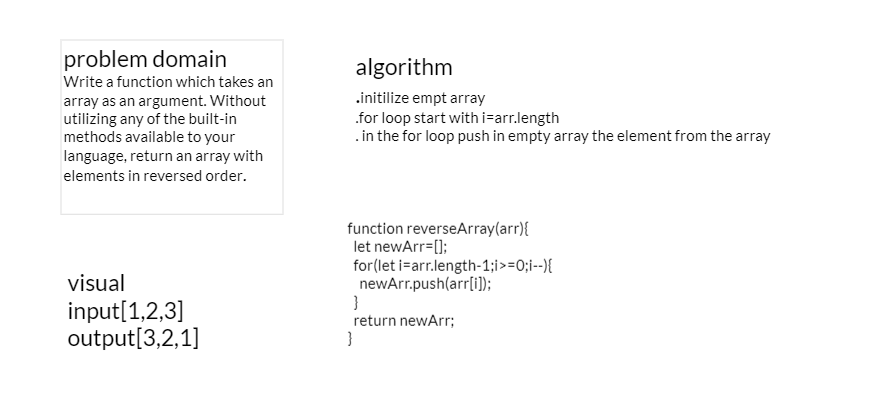 problem domain
Write a function which takes an
array as an argument. Without
utilizing any of the built-in
methods available to your
language, return an array with
elements in reversed order.
algorithm
.initilize empt array
.for loop start with i=arr.length
. in the for loop push in empty array the element from the array
visual
input[1,2,3]
output[3,2,1]
function reverseArray(arr){
let newArr=[];
for(let i=arr.length-1;i>=0;i--){
newArr.push(arr[i]);
}
return newArr;
}